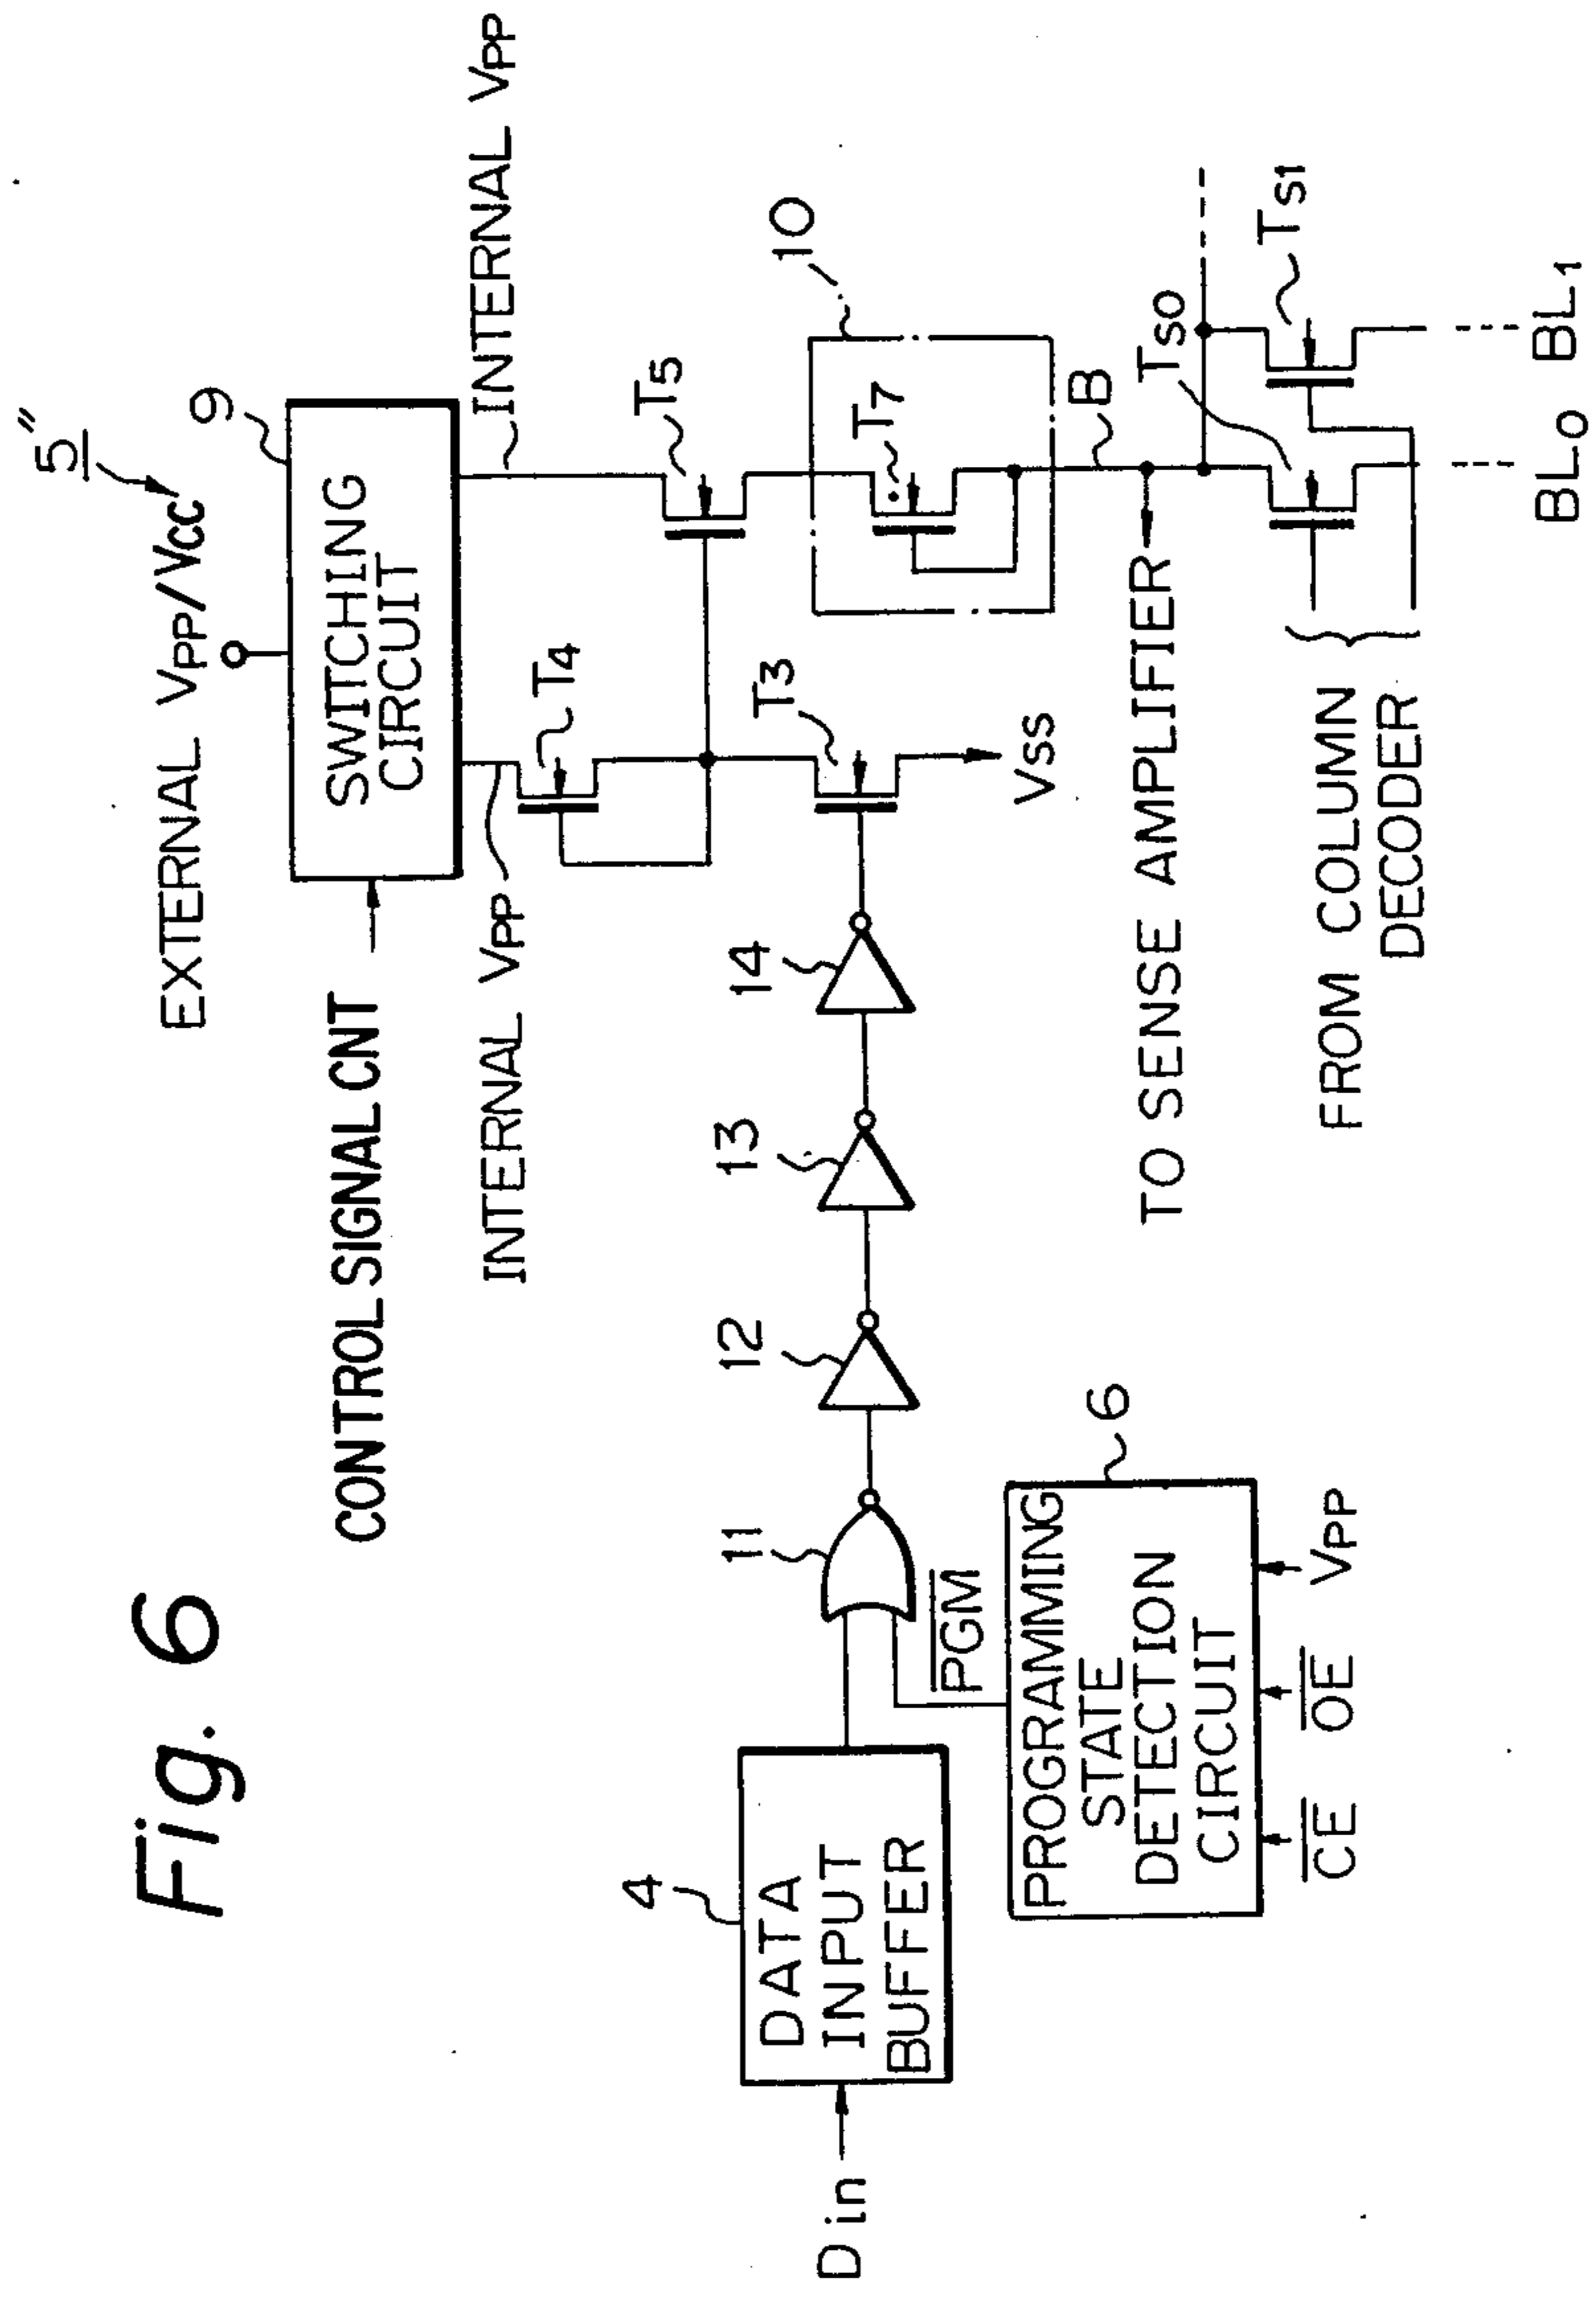 Fig. 6
5"
EXTERNAL VPP/VCC
9
SWITCHING
CIRCUIT
CONTROL SIGNAL CNT
INTERNAL VPP
INTERNAL VPP
T4
T5
T3
VSS
10
T7
B
11
12
13
14
4
DATA
INPUT
BUFFER
Din
PGM
6
PROGRAMMING
STATE
DETECTION
CIRCUIT
CE
OE
VPP
TO SENSE AMPLIFIER
TS0
TS1
FROM COLUMN
DECODER
BL0
BL1